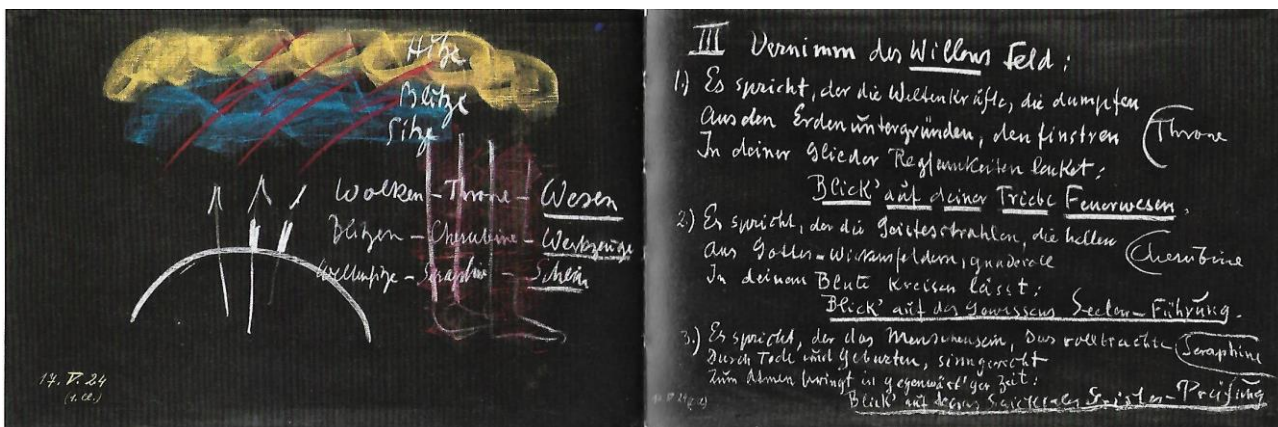 Hitze
Blitze
Sitze
Wolken – Throne – Wesen
Blitzen – Cherubine – Werkzeuge
Seraphin – Schein
17. V. 24
(1. Cl.)
III Vernimm des Willens Feld:
1.) Es spricht, der die Weltenkräfte, die dumpfen
Aus den Erdenuntergründen, den finstren
Throne
In deiner Glieder Regsamkeiten lenket:
Blick' auf deiner Triebe Feuerwesen.
2.) Es spricht, der die Geistesstrahlen, die hellen
Aus Gottes-Wirkensfeldern, gnadevoll
Cherubine
In deinem Blute kreisen lässt:
Blick' auf des Gewissens Seelen-Führung.
3.) Es spricht, der das Menschensein, das vollbrachte
Seraphine
Durch Tode und Geburten, sinngerecht
Zum Atmen bringt in gegenwärt'ger Zeit:
Blick' auf deines Schicksales Geistes-Prüfung